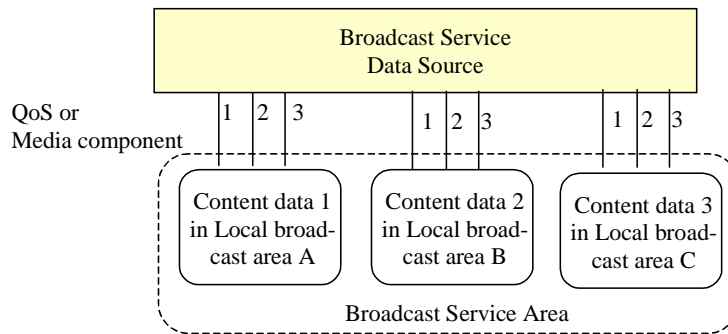 Broadcast Service
Data Source
QoS or
Media component
1 2 3
1 2 3
1 2 3
Content data 1
in Local broad-
cast area A
Content data 2
in Local broad-
cast area B
Content data 3
in Local broad-
cast area C
Broadcast Service Area